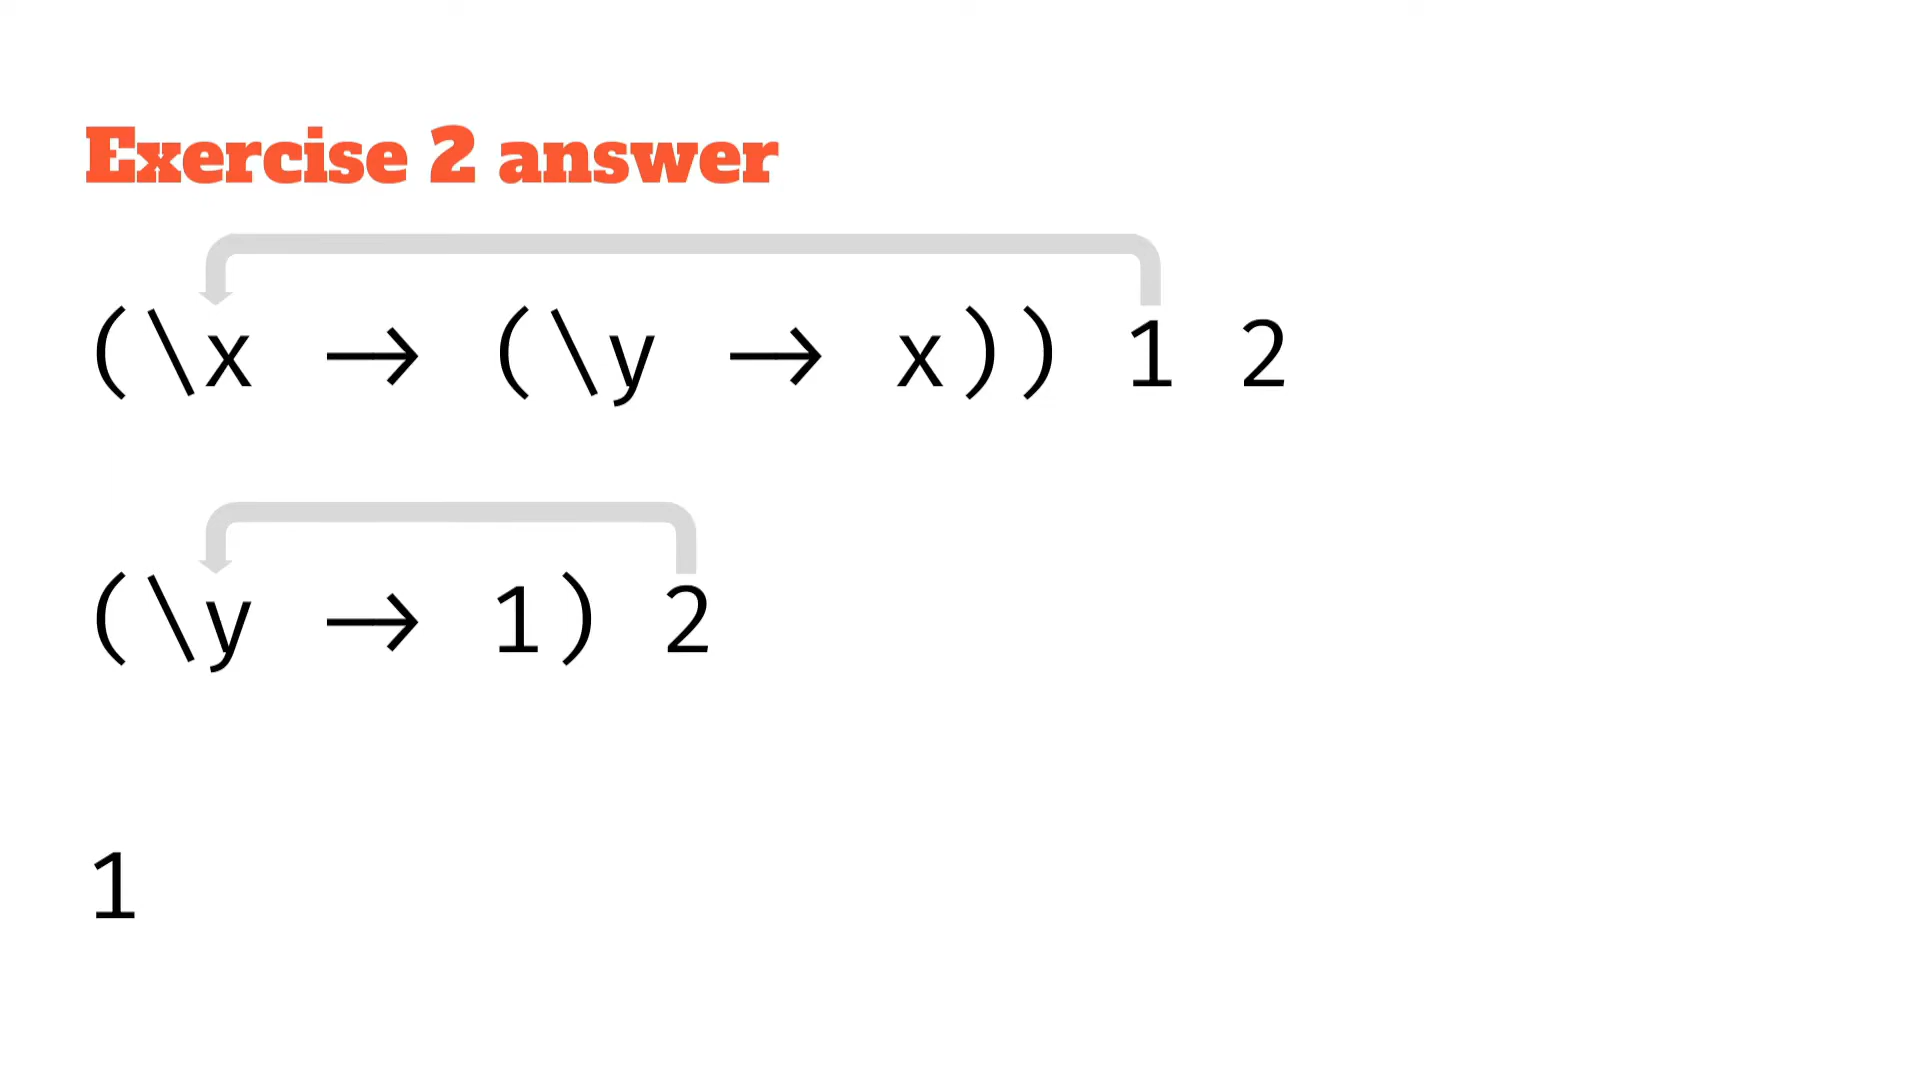 Exercise 2 answer
(\x → (\y → x)) 1 2
(\y → 1) 2
1